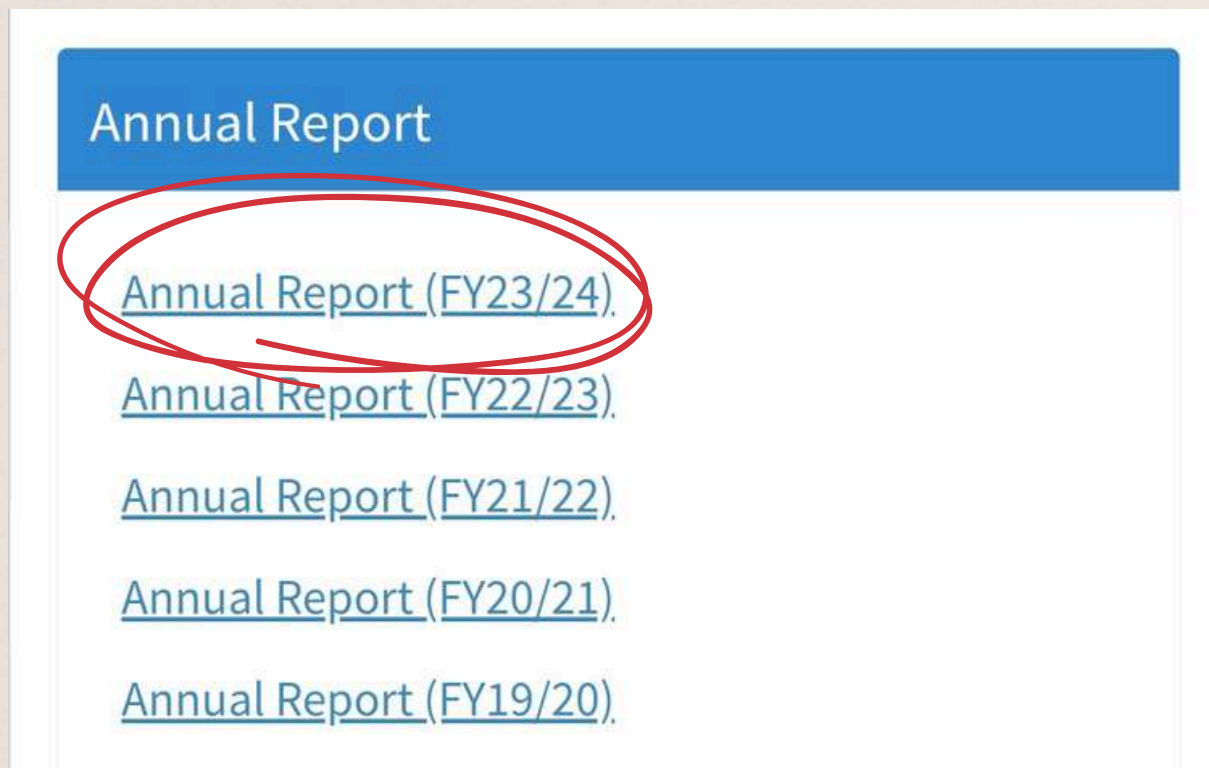 Annual Report
Annual Report (FY23/24)
Annual Report (FY22/23)
Annual Report (FY21/22)
Annual Report (FY20/21)
Annual Report (FY19/20)